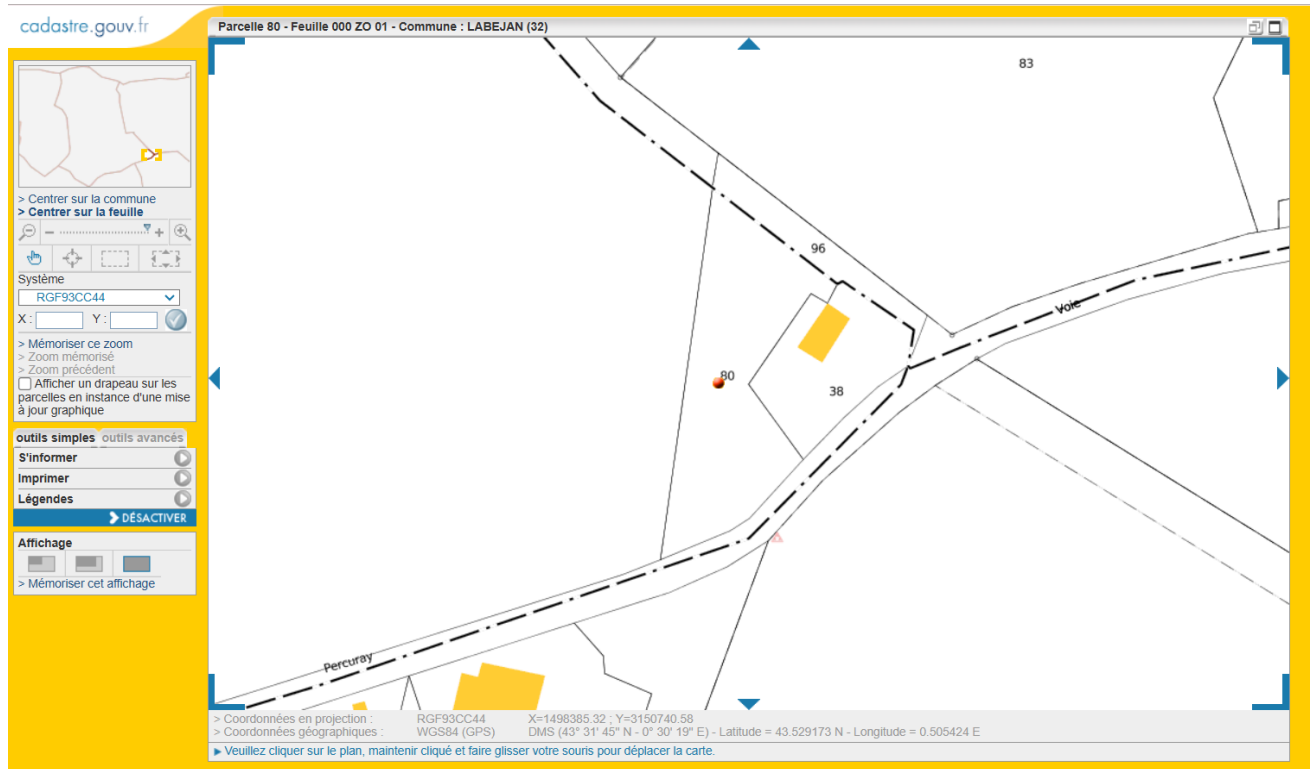 cadastre.gouv.fr
Parcelle 80 - Feuille 000 ZO 01 - Commune : LABEJAN (32)
> Centrer sur la commune
> Centrer sur la feuille
Système
RGF93CC44
X : Y :
> Mémoriser ce zoom
> Zoom mémorisé
> Zoom précédent
Afficher un drapeau sur les
parcelles en instance d'une mise
à jour graphique
outils simples outils avancés
S'informer
Imprimer
Légendes
DÉSACTIVER
Affichage
> Mémoriser cet affichage
83
96
Voie
80
38
Percuray
> Coordonnées en projection : RGF93CC44 X=1498385.32 ; Y=3150740.58
> Coordonnées géographiques : WGS84 (GPS) DMS (43° 31' 45" N - 0° 30' 19" E) - Latitude = 43.529173 N - Longitude = 0.505424 E
Veuillez cliquer sur le plan, maintenir cliqué et faire glisser votre souris pour déplacer la carte.